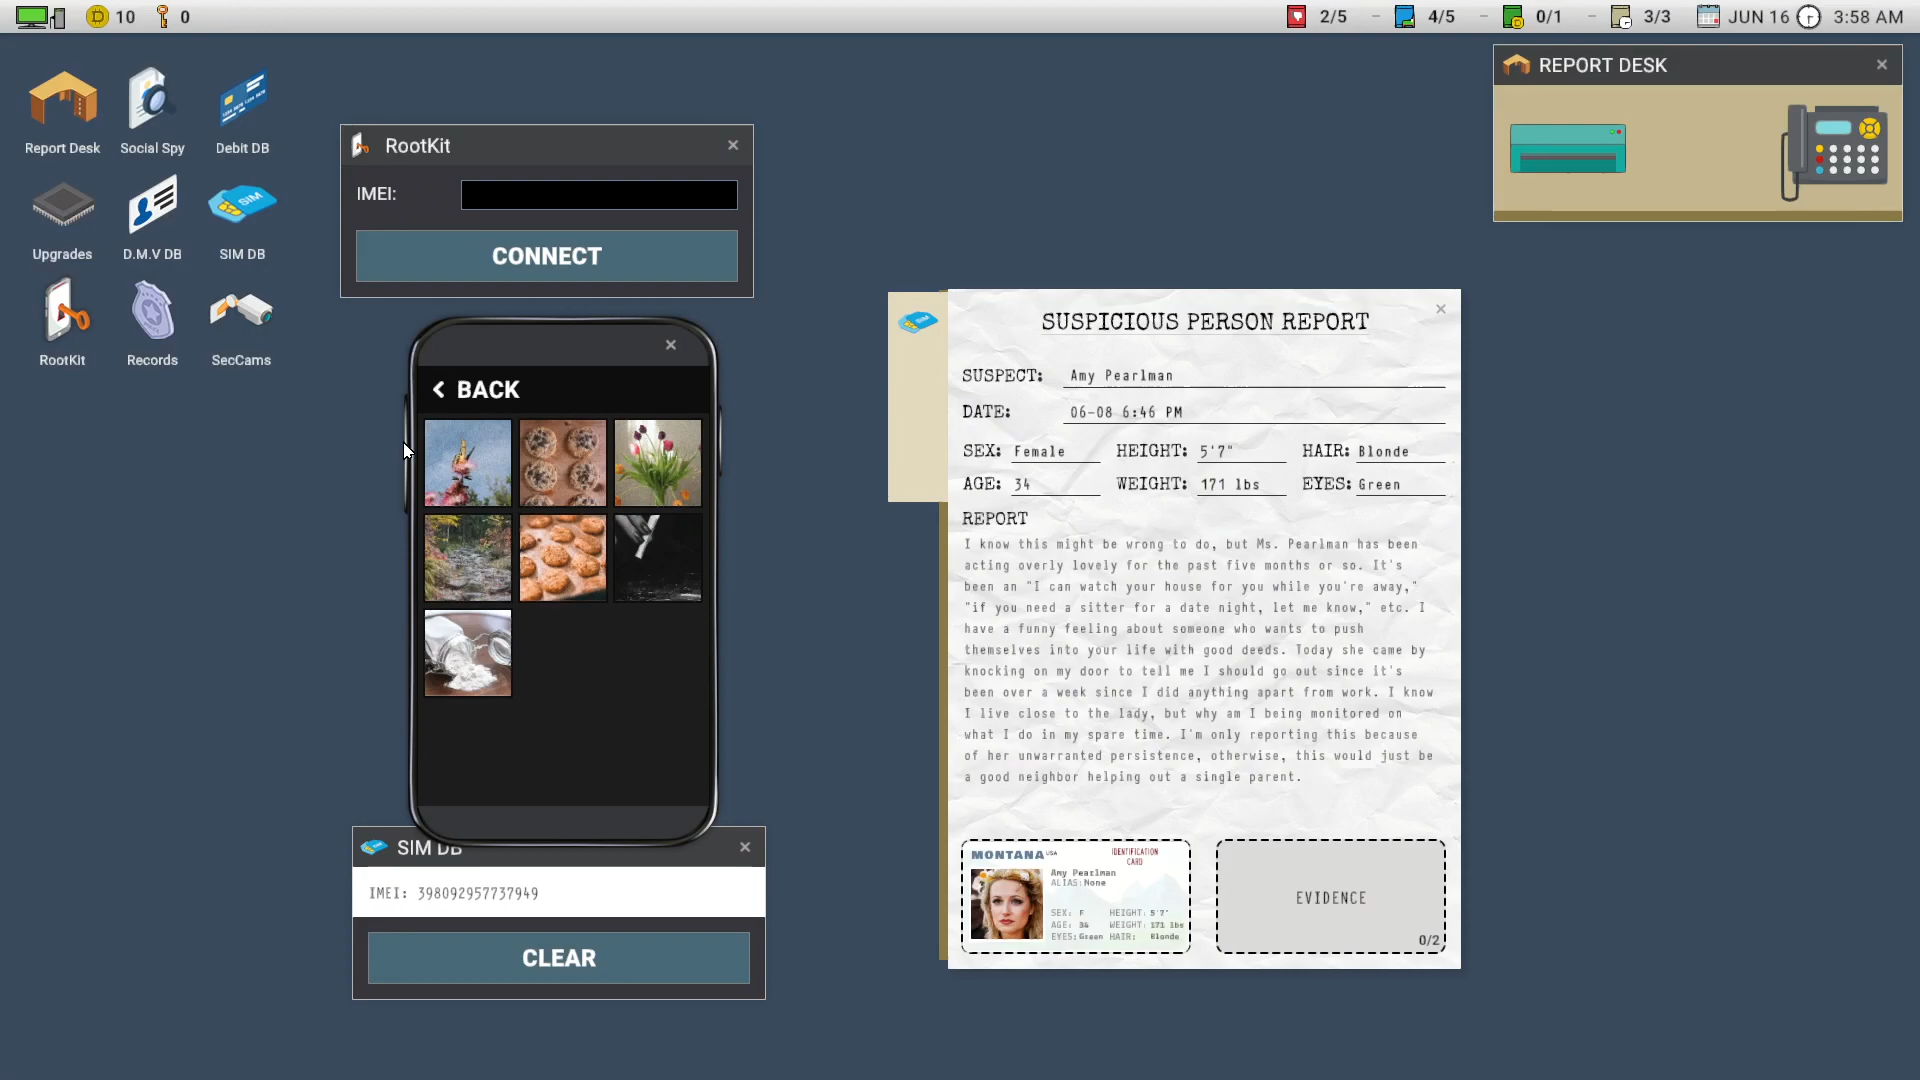 10 0 2/5 4/5 0/1 3/3 JUN 16 3:58 AM
Report Desk Social Spy Debit DB
Upgrades D.M.V DB SIM DB
RootKit Records SecCams
RootKit
IMEI:
CONNECT
BACK
SIM DB
IMEI: 398092957737949
CLEAR
REPORT DESK
SUSPICIOUS PERSON REPORT
SIM
SUSPECT: Amy Pearlman
DATE: 06-08 6:46 PM
SEX: Female HEIGHT: 5'7" HAIR: Blonde
AGE: 34 WEIGHT: 171 lbs EYES: Green
REPORT
I know this might be wrong to do, but Ms. Pearlman has been
acting overly lovely for the past five months or so. It's
been an "I can watch your house for you while you're away,"
"if you need a sitter for a date night, let me know," etc. I
have a funny feeling about someone who wants to push
themselves into your life with good deeds. Today she came by
knocking on my door to tell me I should go out since it's
been over a week since I did anything apart from work. I know
I live close to the lady, but why am I being monitored on
what I do in my spare time. I'm only reporting this because
of her unwarranted persistence, otherwise, this would just be
a good neighbor helping out a single parent.
MONTANA USA IDENTIFICATION CARD
Amy Pearlman
ALIAS: None
SEX: F HEIGHT: 5'7"
AGE: 34 WEIGHT: 171 lbs
EYES: Green HAIR: Blonde
EVIDENCE
0/2